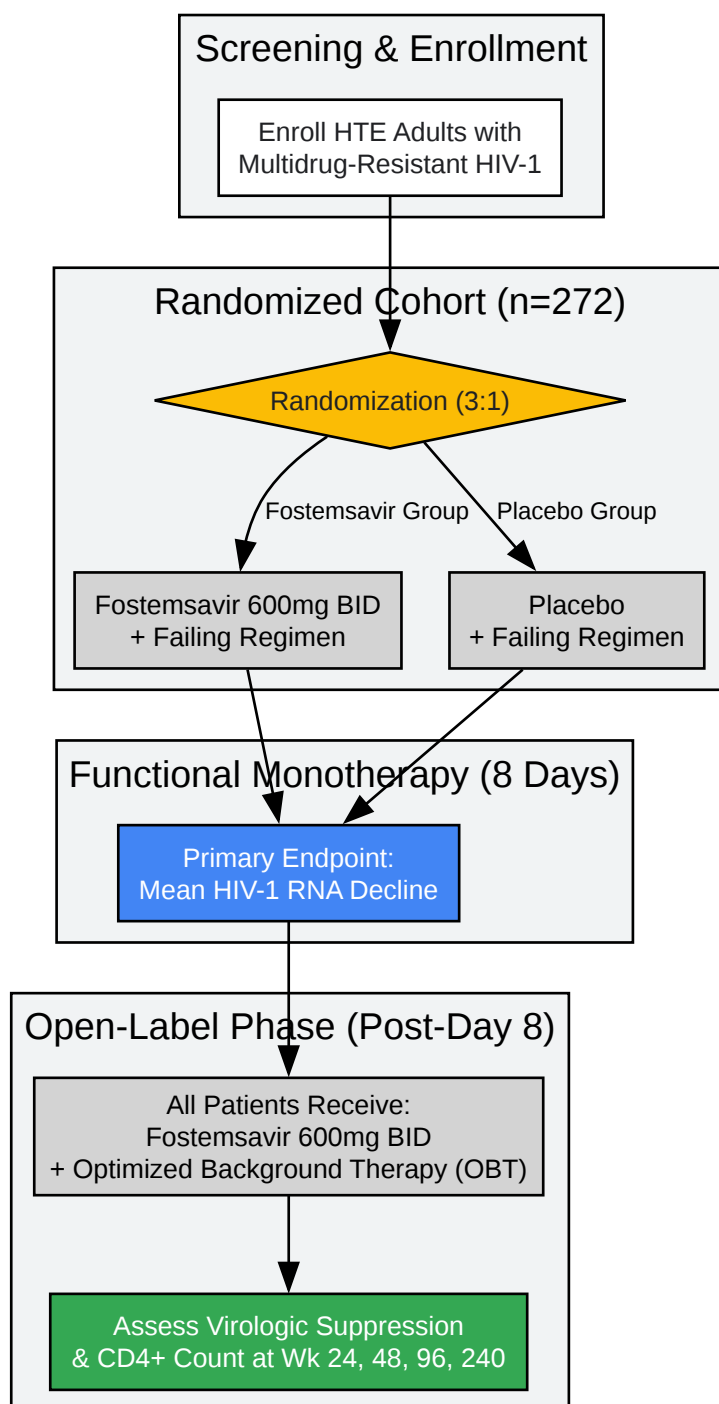 Screening & Enrollment
Enroll HTE Adults with
Multidrug-Resistant HIV-1
Randomized Cohort (n=272)
Randomization (3:1)
Fostemsavir Group
Placebo Group
Fostemsavir 600mg BID
+ Failing Regimen
Placebo
+ Failing Regimen
Functional Monotherapy (8 Days)
Primary Endpoint:
Mean HIV-1 RNA Decline
Open-Label Phase (Post-Day 8)
All Patients Receive:
Fostemsavir 600mg BID
+ Optimized Background Therapy (OBT)
Assess Virologic Suppression
& CD4+ Count at Wk 24, 48, 96, 240